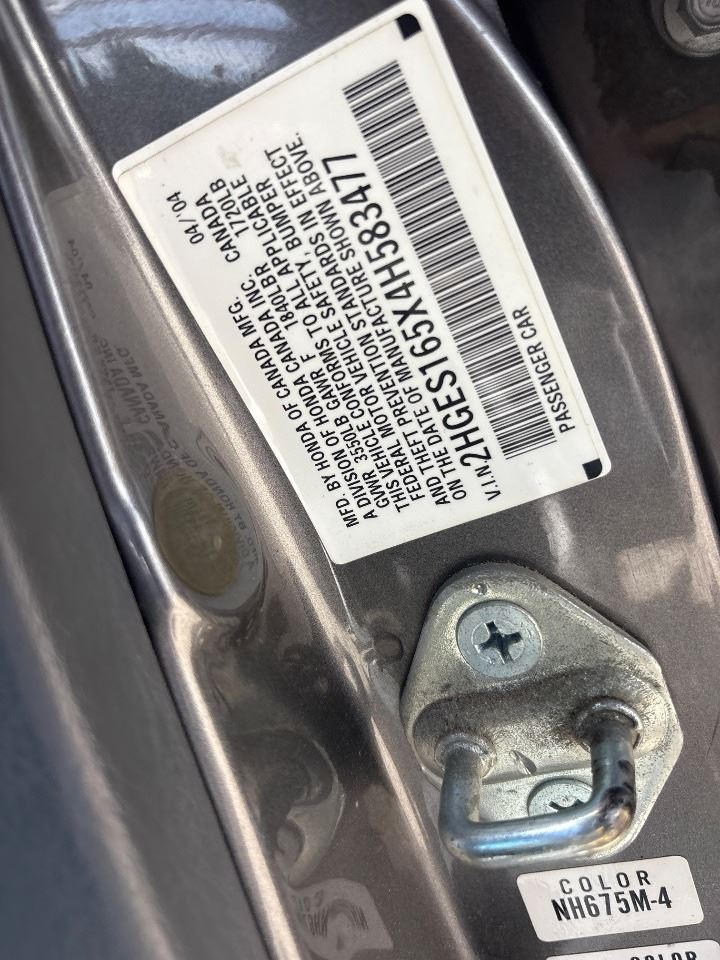 MFD. BY HONDA OF CANADA MFG. 04/04
A DIVISION OF HONDA CANADA INC. CANADA
GVWR 3550LB GAWR F 1840LBR 1720LB
THIS VEHICLE CONFORMS TO ALL APPLICABLE
FEDERAL MOTOR VEHICLE SAFETY, BUMPER
AND THEFT PREVENTION STANDARDS IN EFFECT
ON THE DATE OF MANUFACTURE SHOWN ABOVE.
V.I.N 2HGES165X4H583477
PASSENGER CAR
COLOR
NH675M-4
COLOR